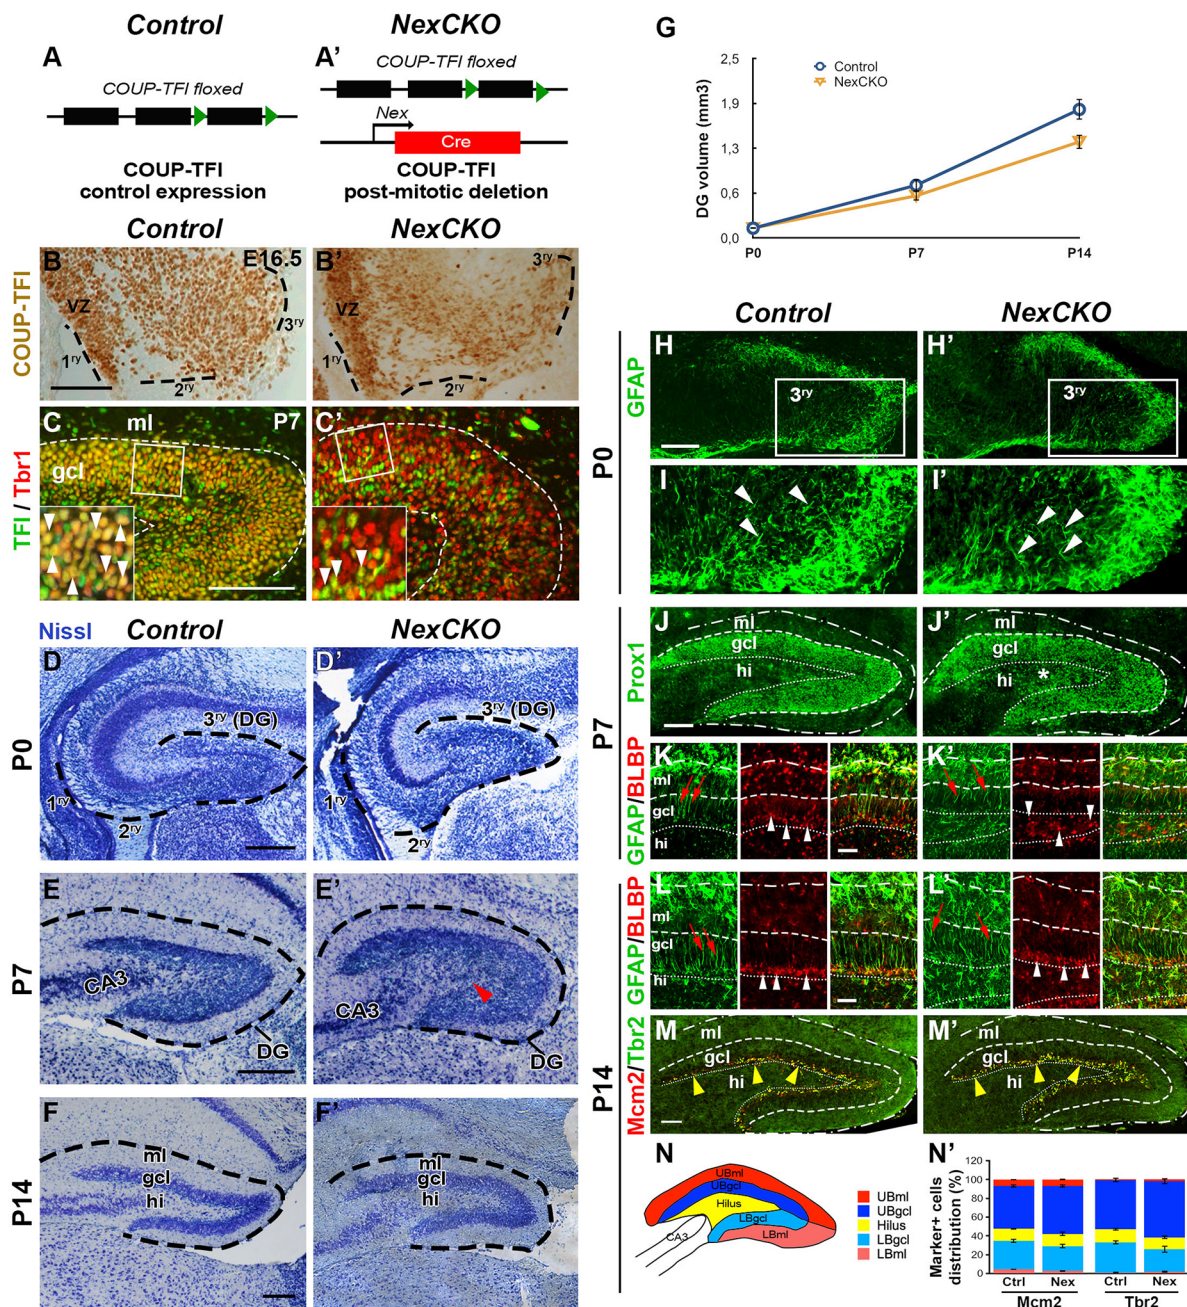 Control
NexCKO
A
COUP-TFI floxed
COUP-TFI
control expression
A'
COUP-TFI floxed
Nex
Cre
COUP-TFI
post-mitotic deletion
Control
NexCKO
COUP-TFI
B
E16.5
VZ
1ry
2ry
3ry
B'
VZ
1ry
2ry
3ry
TFI / Tbr1
C
ml
P7
gcl
C'
Nissl
Control
NexCKO
P0
D
3ry (DG)
1ry
2ry
D'
3ry (DG)
1ry
2ry
P7
E
CA3
DG
E'
CA3
DG
P14
F
ml
gcl
hi
F'
ml
gcl
hi
G
DG volume (mm3)
2,5
1,9
1,3
0,6
0,0
P0
P7
P14
Control
NexCKO
Control
NexCKO
P0
GFAP
H
3ry
H'
3ry
I
I'
P7
Prox1
J
ml
gcl
hi
J'
ml
gcl
hi
*
GFAP/BLBP
K
ml
gcl
hi
K'
P14
GFAP/BLBP
L
ml
gcl
hi
L'
Mcm2/Tbr2
M
ml
gcl
hi
M'
ml
gcl
hi
N
UBml
UBgcl
Hilus
LBgcl
LBml
CA3
UBml
UBgcl
Hilus
LBgcl
LBml
N'
Marker+ cells
distribution (%)
100
80
60
40
20
0
Ctrl
Nex
Ctrl
Nex
Mcm2
Tbr2